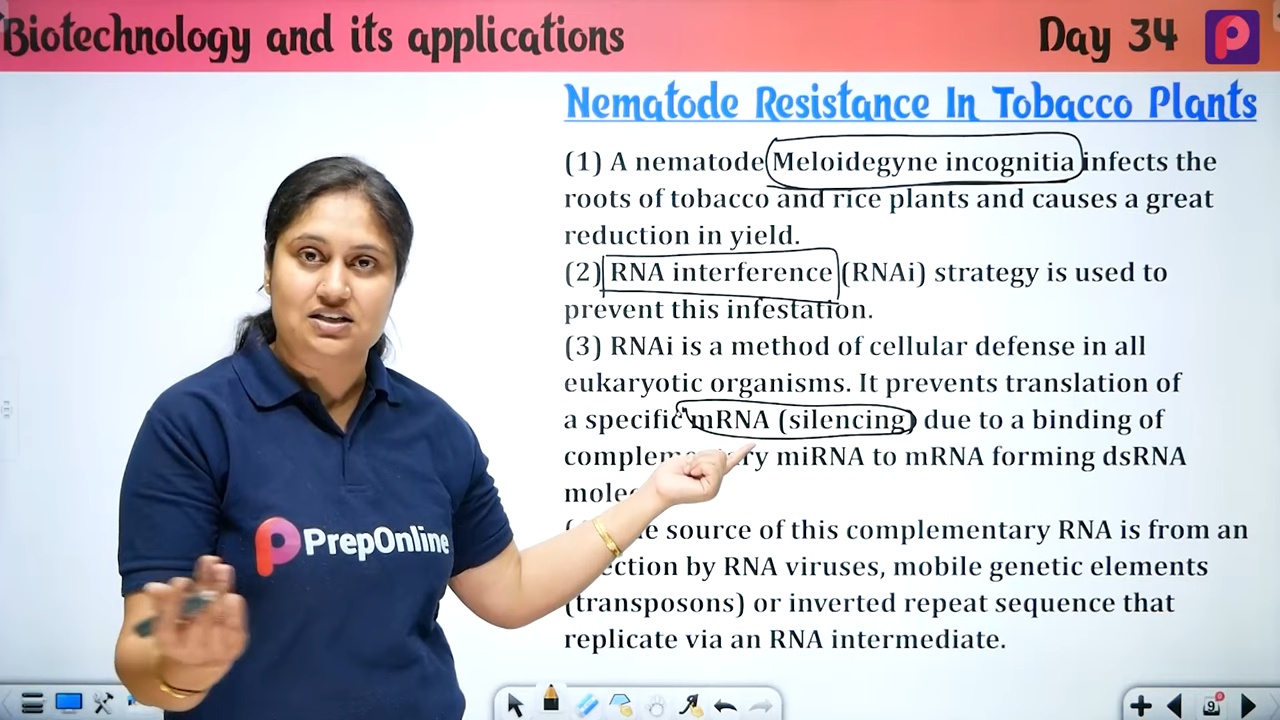 Biotechnology and its applications
Day 34
Nematode Resistance In Tobacco Plants
(1) A nematode Meloidegyne incognitia infects the
roots of tobacco and rice plants and causes a great
reduction in yield.
(2) RNA interference (RNAi) strategy is used to
prevent this infestation.
(3) RNAi is a method of cellular defense in all
eukaryotic organisms. It prevents translation of
a specific mRNA (silencing) due to a binding of
complementary miRNA to mRNA forming dsRNA
source of this complementary RNA is from an
by RNA viruses, mobile genetic elements
(transposons) or inverted repeat sequence that
replicate via an RNA intermediate.
PrepOnline
9